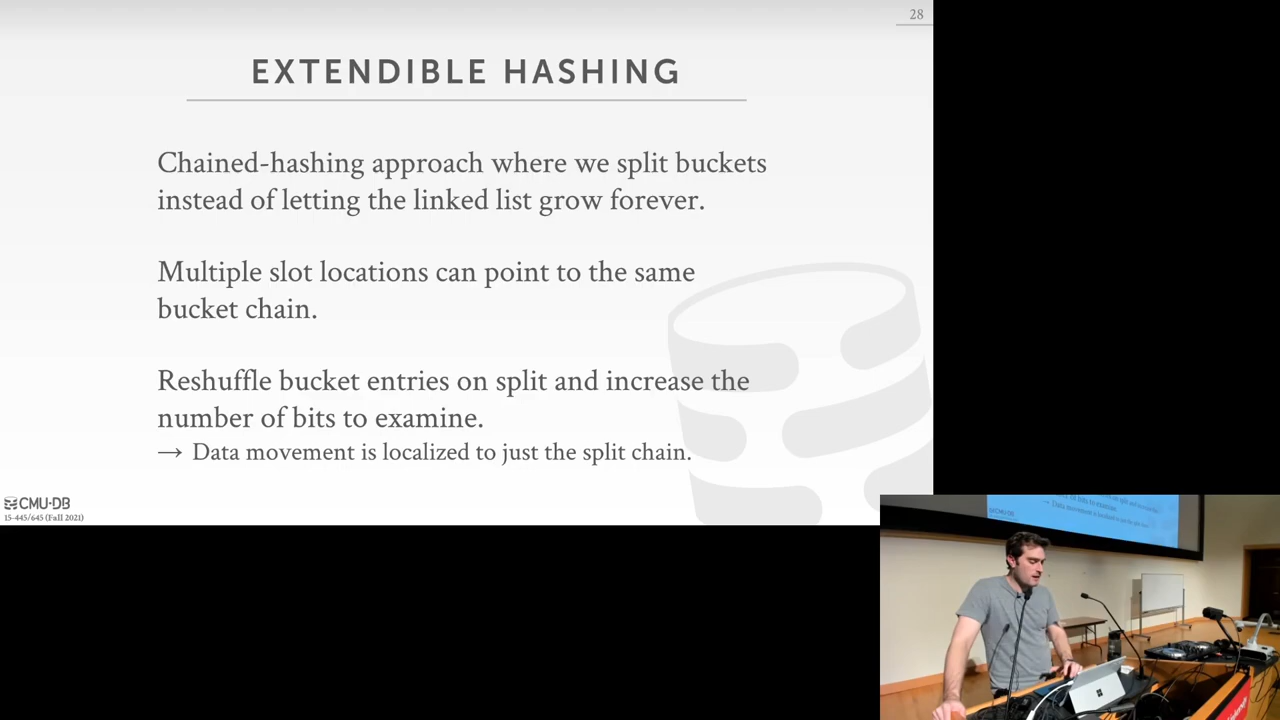 28
EXTENDIBLE HASHING
Chained-hashing approach where we split buckets
instead of letting the linked list grow forever.
Multiple slot locations can point to the same
bucket chain.
Reshuffle bucket entries on split and increase the
number of bits to examine.
→ Data movement is localized to just the split chain.
CMU·DB
15-445/645 (Fall 2021)